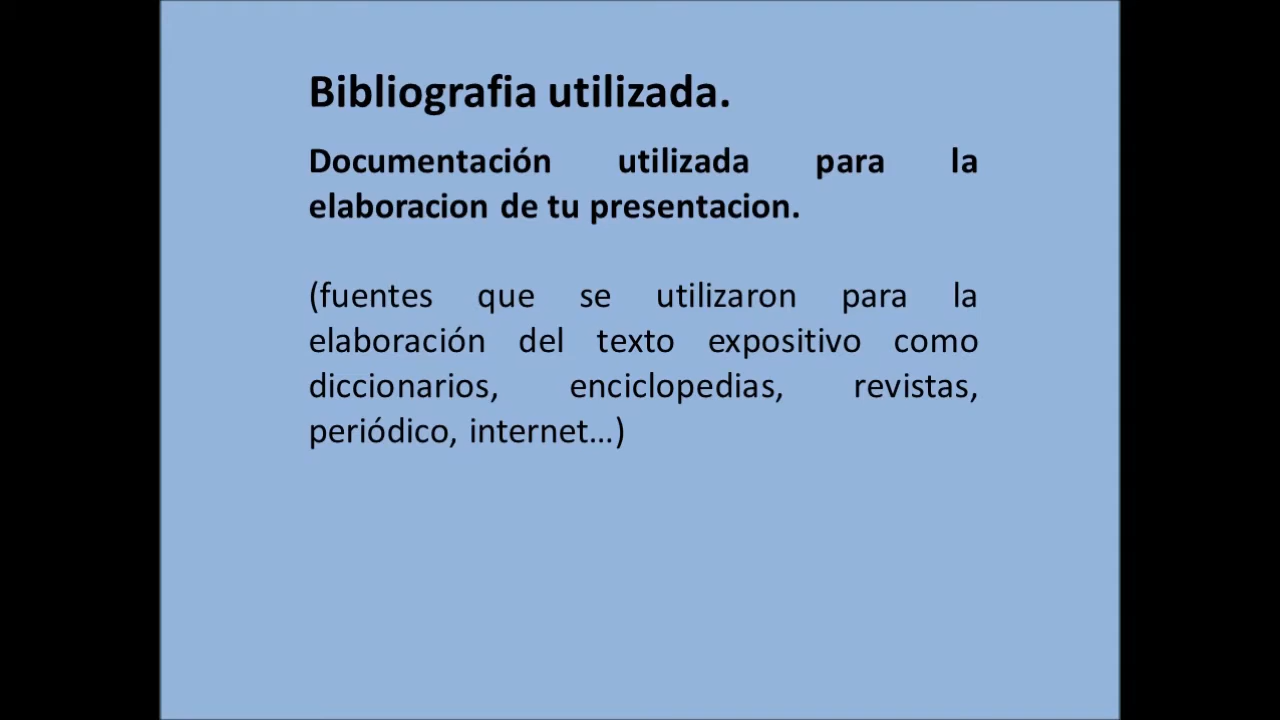 Bibliografia utilizada.
Documentación utilizada para la
elaboracion de tu presentacion.
(fuentes que se utilizaron para la
elaboración del texto expositivo como
diccionarios, enciclopedias, revistas,
periódico, internet…)